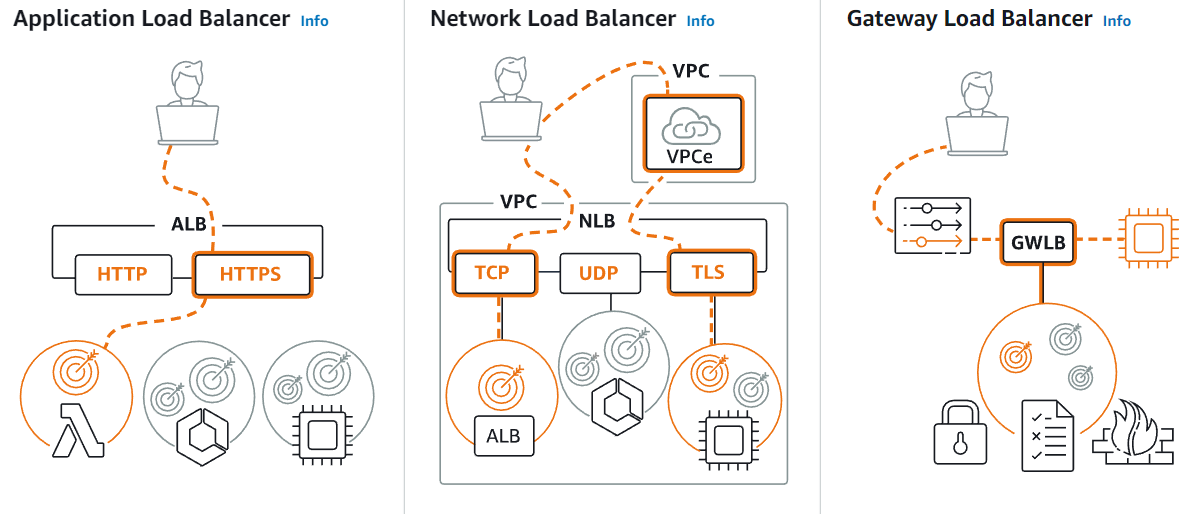 Application Load Balancer Info
ALB
HTTP
HTTPS
Network Load Balancer Info
VPC
VPCe
VPC
NLB
TCP
UDP
TLS
ALB
Gateway Load Balancer Info
GWLB